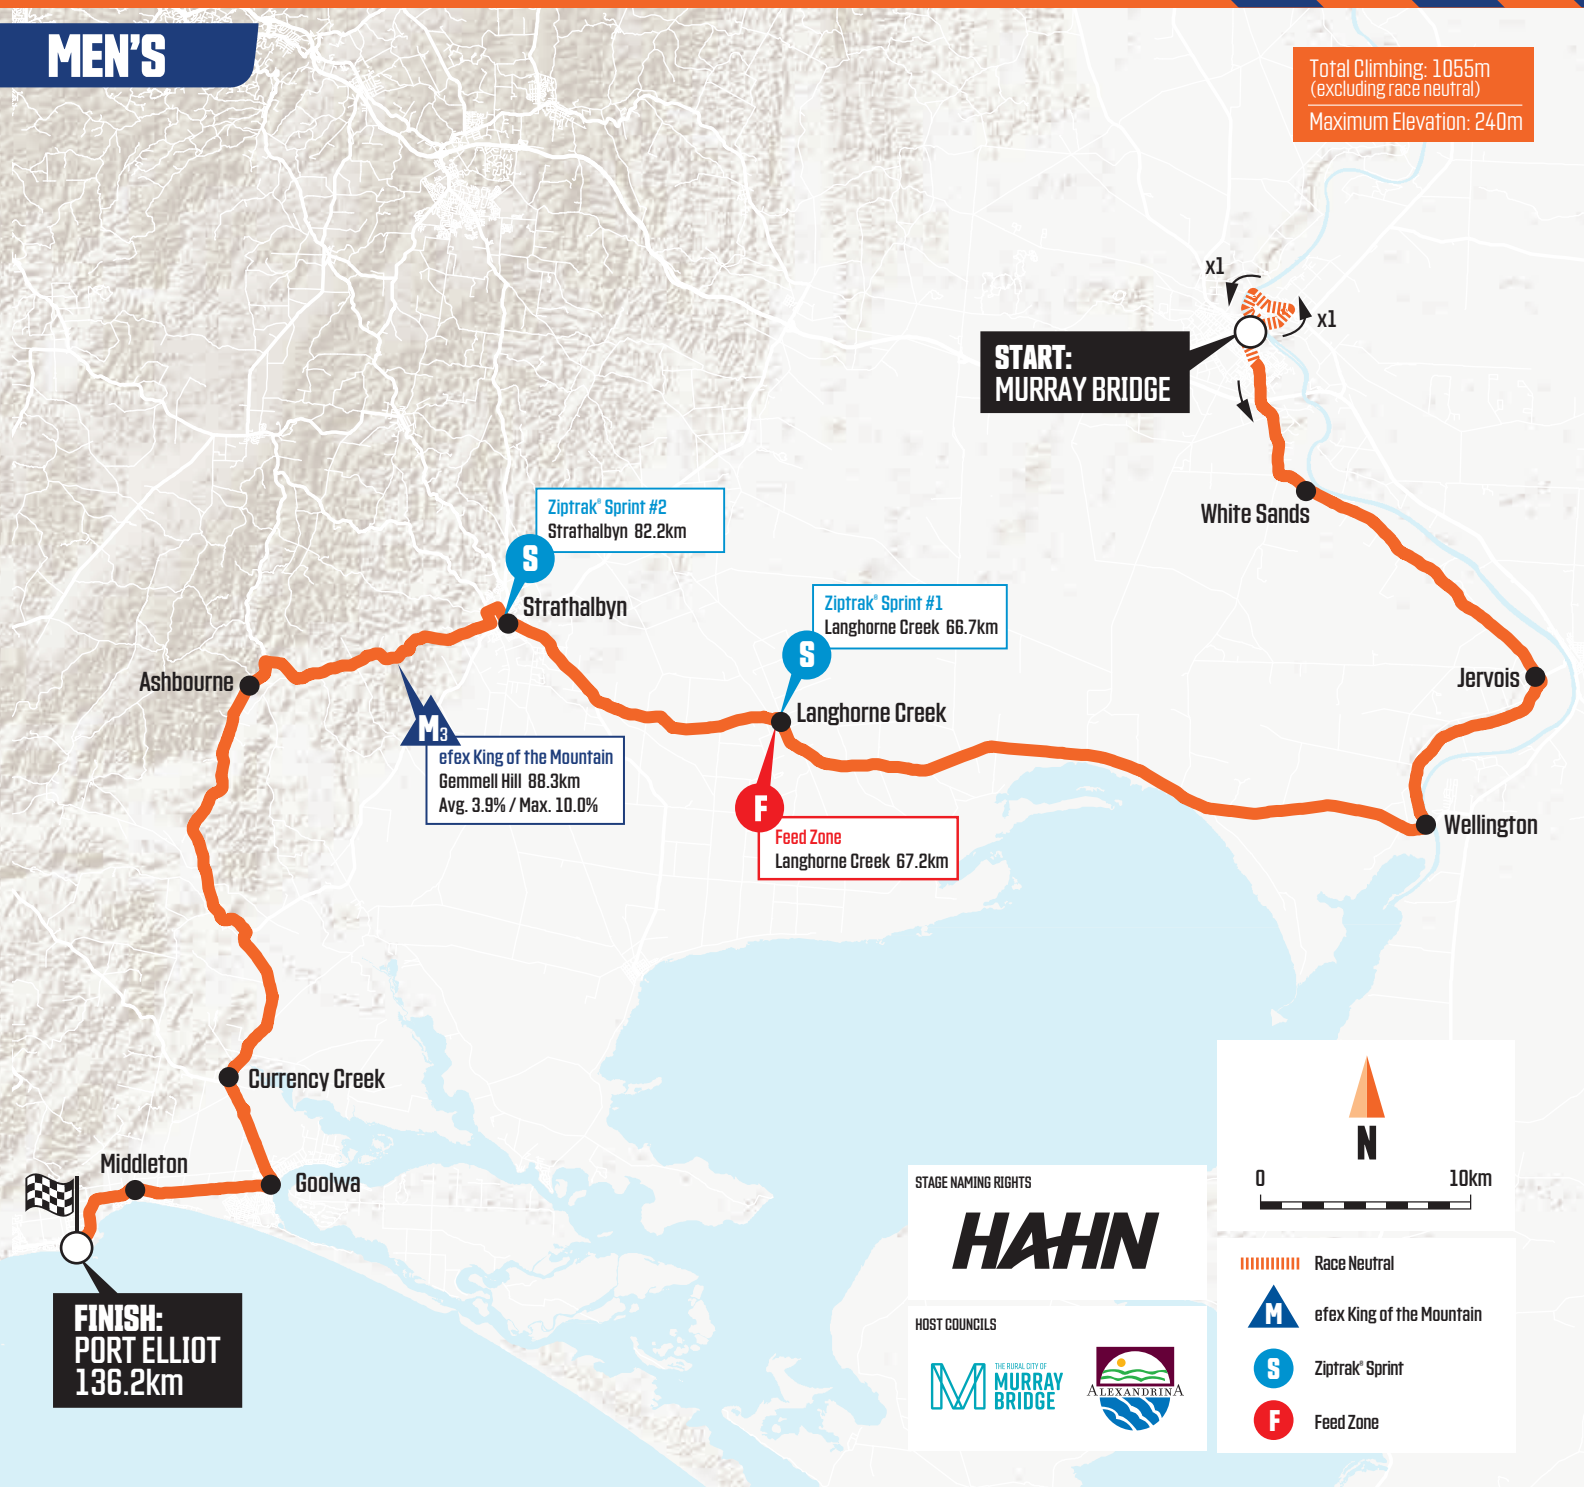 MEN'S
Total Climbing: 1055m
(excluding race neutral)
Maximum Elevation: 240m
x1
x1
START:
MURRAY BRIDGE
White Sands
Ziptrak® Sprint #2
Strathalbyn 82.2km
S
Strathalbyn
Ziptrak® Sprint #1
Langhorne Creek 66.7km
S
Ashbourne
Jervois
Langhorne Creek
M3
efex King of the Mountain
Gemmell Hill 88.3km
Avg. 3.9% / Max. 10.0%
F
Feed Zone
Langhorne Creek 67.2km
Wellington
Currency Creek
Middleton
Goolwa
FINISH:
PORT ELLIOT
136.2km
N
0 10km
STAGE NAMING RIGHTS
HAHN
HOST COUNCILS
THE RURAL CITY OF
MURRAY
BRIDGE
ALEXANDRINA
Race Neutral
M efex King of the Mountain
S Ziptrak® Sprint
F Feed Zone